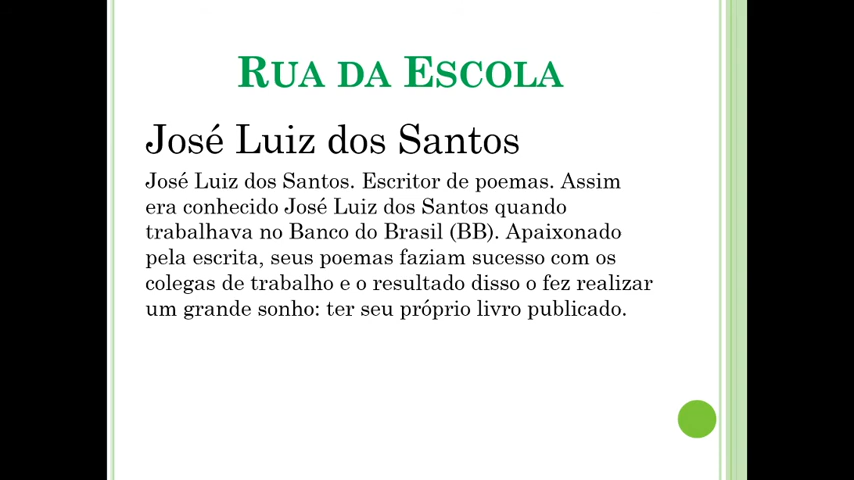 RUA DA ESCOLA
José Luiz dos Santos
José Luiz dos Santos. Escritor de poemas. Assim
era conhecido José Luiz dos Santos quando
trabalhava no Banco do Brasil (BB). Apaixonado
pela escrita, seus poemas faziam sucesso com os
colegas de trabalho e o resultado disso o fez realizar
um grande sonho: ter seu próprio livro publicado.